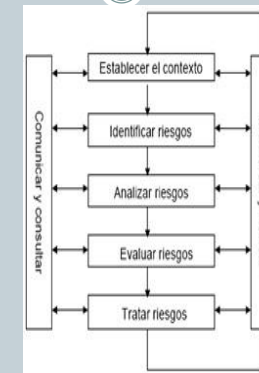 Establecer el contexto
Identificar riesgos
Analizar riesgos
Evaluar riesgos
Tratar riesgos
Comunicar y consultar